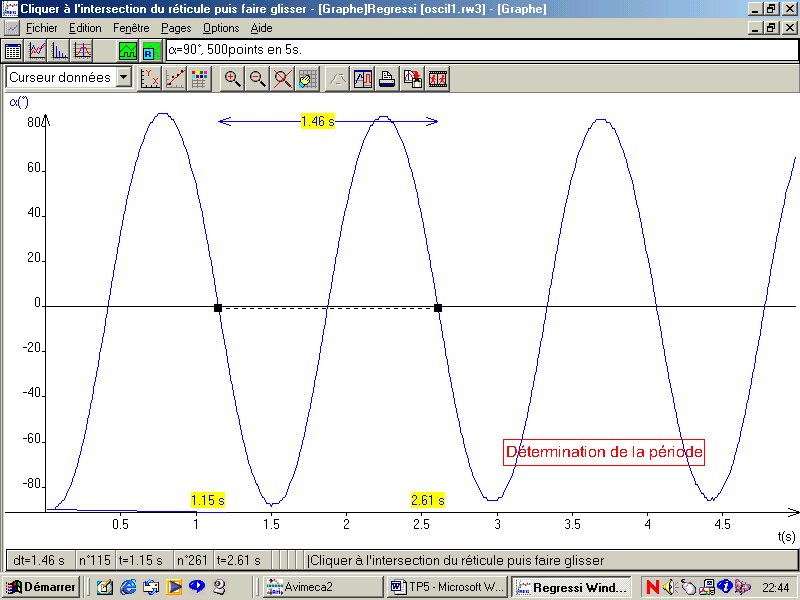 Cliquer à l'intersection du réticule puis faire glisser - [Graphe]Regressi [oscil1.rw3] - [Graphe]
Fichier Edition Fenêtre Pages Options Aide
α=90°, 500points en 5s.
Curseur données
α(°)
80
60
40
20
0
-20
-40
-60
-80
1.46 s
Détermination de la période
1.15 s 2.61 s
0.5 1 1.5 2 2.5 3 3.5 4 4.5
t(s)
dt=1.46 s n°115 t=1.15 s n°261 t=2.61 s Cliquer à l'intersection du réticule puis faire glisser
Démarrer Avimeca2 TP5 - Microsoft W... Regressi Wind... 22:44